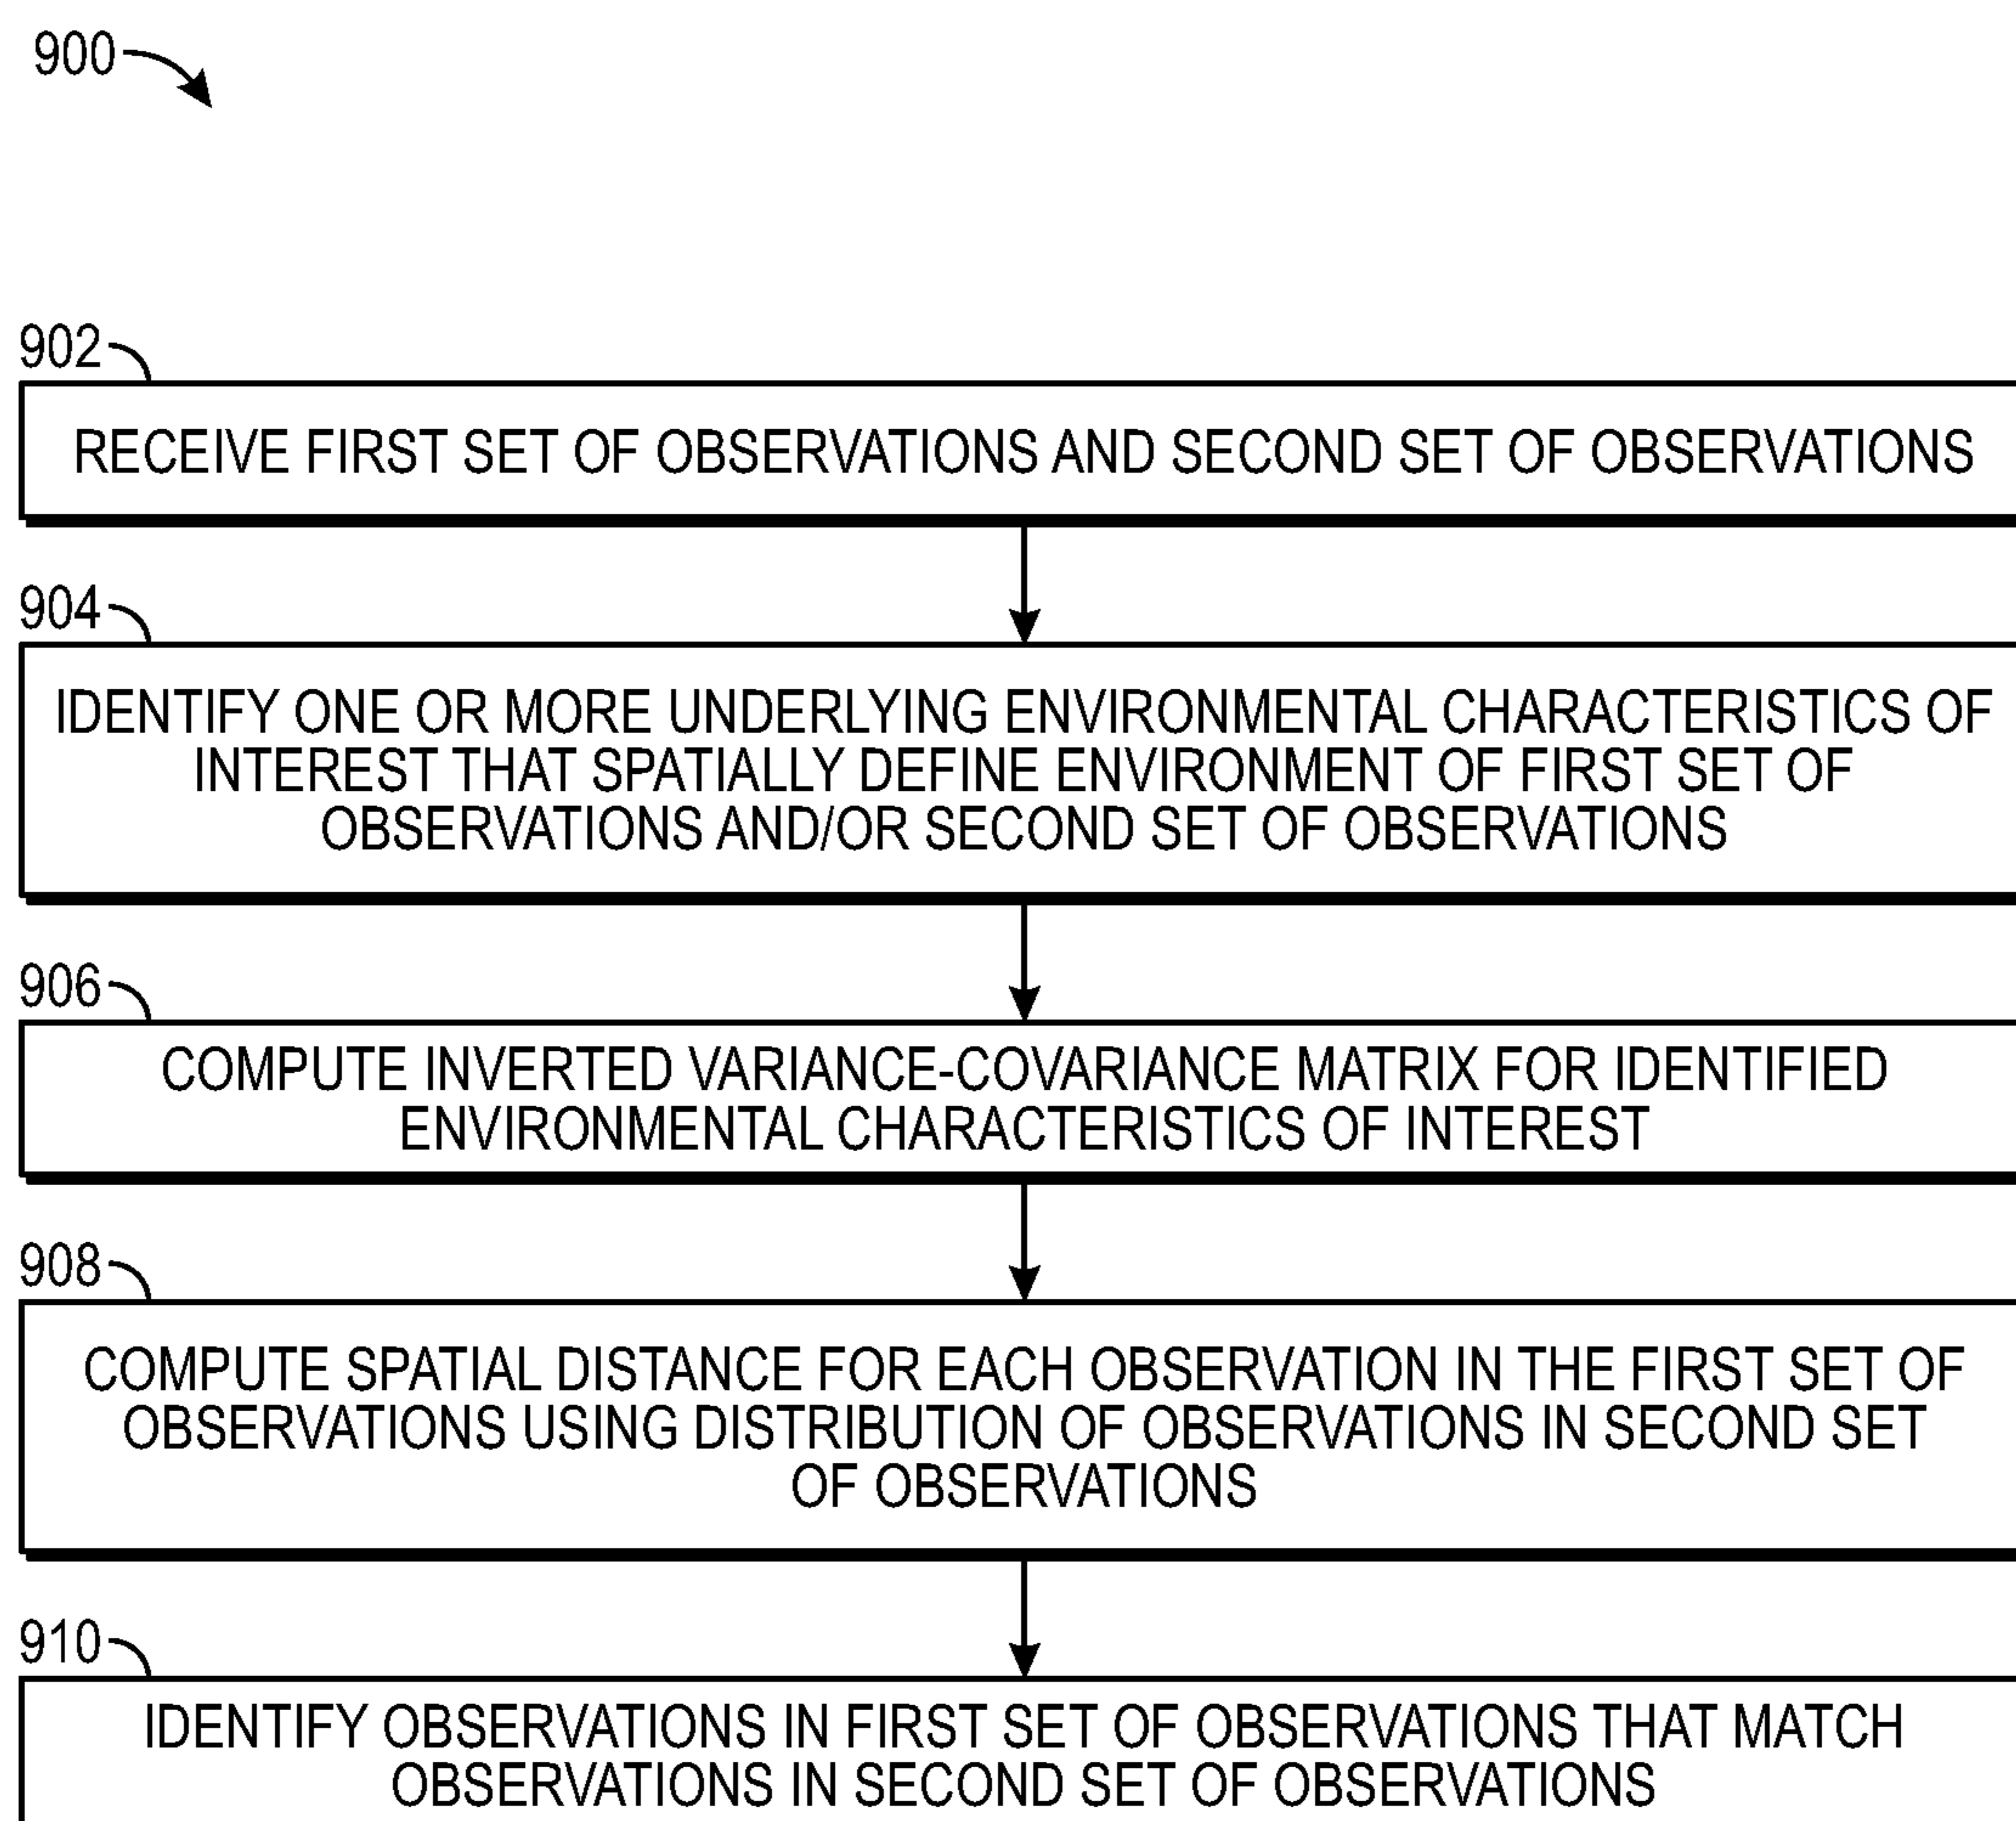 900
902
RECEIVE FIRST SET OF OBSERVATIONS AND SECOND SET OF OBSERVATIONS
904
IDENTIFY ONE OR MORE UNDERLYING ENVIRONMENTAL CHARACTERISTICS OF
INTEREST THAT SPATIALLY DEFINE ENVIRONMENT OF FIRST SET OF
OBSERVATIONS AND/OR SECOND SET OF OBSERVATIONS
906
COMPUTE INVERTED VARIANCE-COVARIANCE MATRIX FOR IDENTIFIED
ENVIRONMENTAL CHARACTERISTICS OF INTEREST
908
COMPUTE SPATIAL DISTANCE FOR EACH OBSERVATION IN THE FIRST SET OF
OBSERVATIONS USING DISTRIBUTION OF OBSERVATIONS IN SECOND SET
OF OBSERVATIONS
910
IDENTIFY OBSERVATIONS IN FIRST SET OF OBSERVATIONS THAT MATCH
OBSERVATIONS IN SECOND SET OF OBSERVATIONS